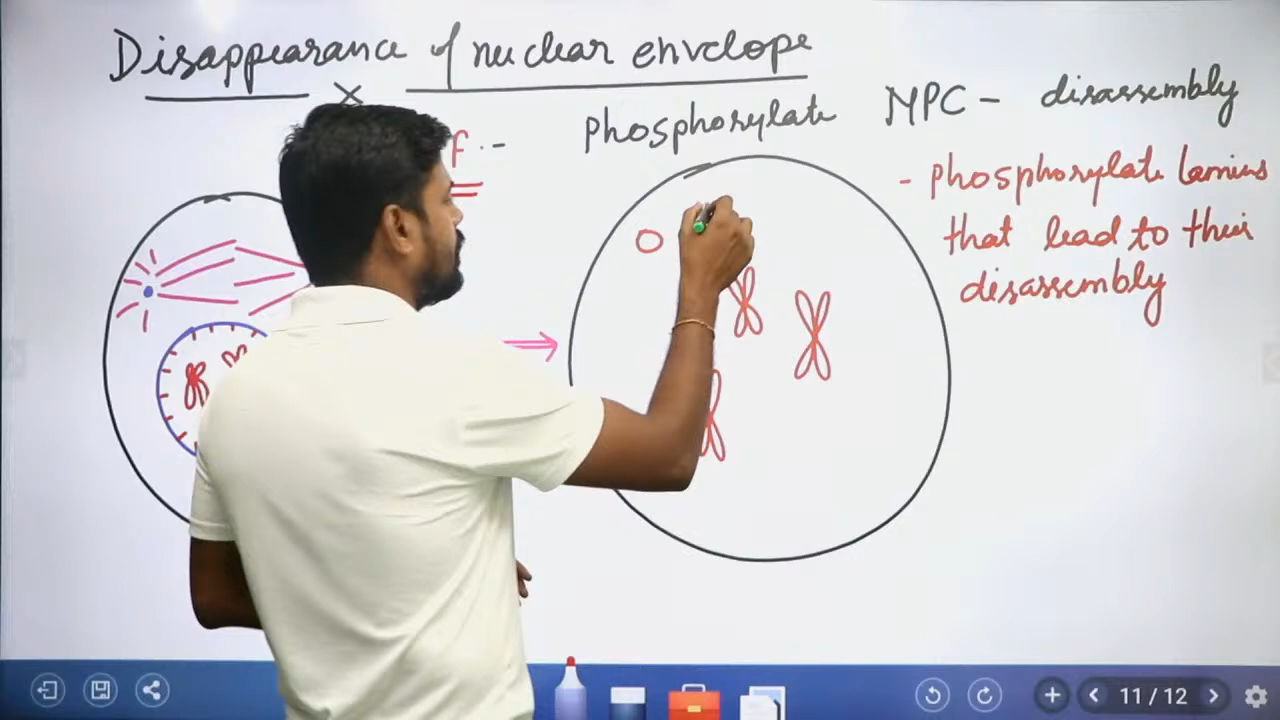 Disappearance of nuclear envelope
Phosphorylate NPC - disassembly
- phosphorylate lamins
that lead to their
disassembly
11 / 12